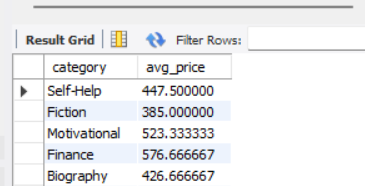 Result Grid Filter Rows:
category avg_price
Self-Help 447.500000
Fiction 385.000000
Motivational 523.333333
Finance 576.666667
Biography 426.666667